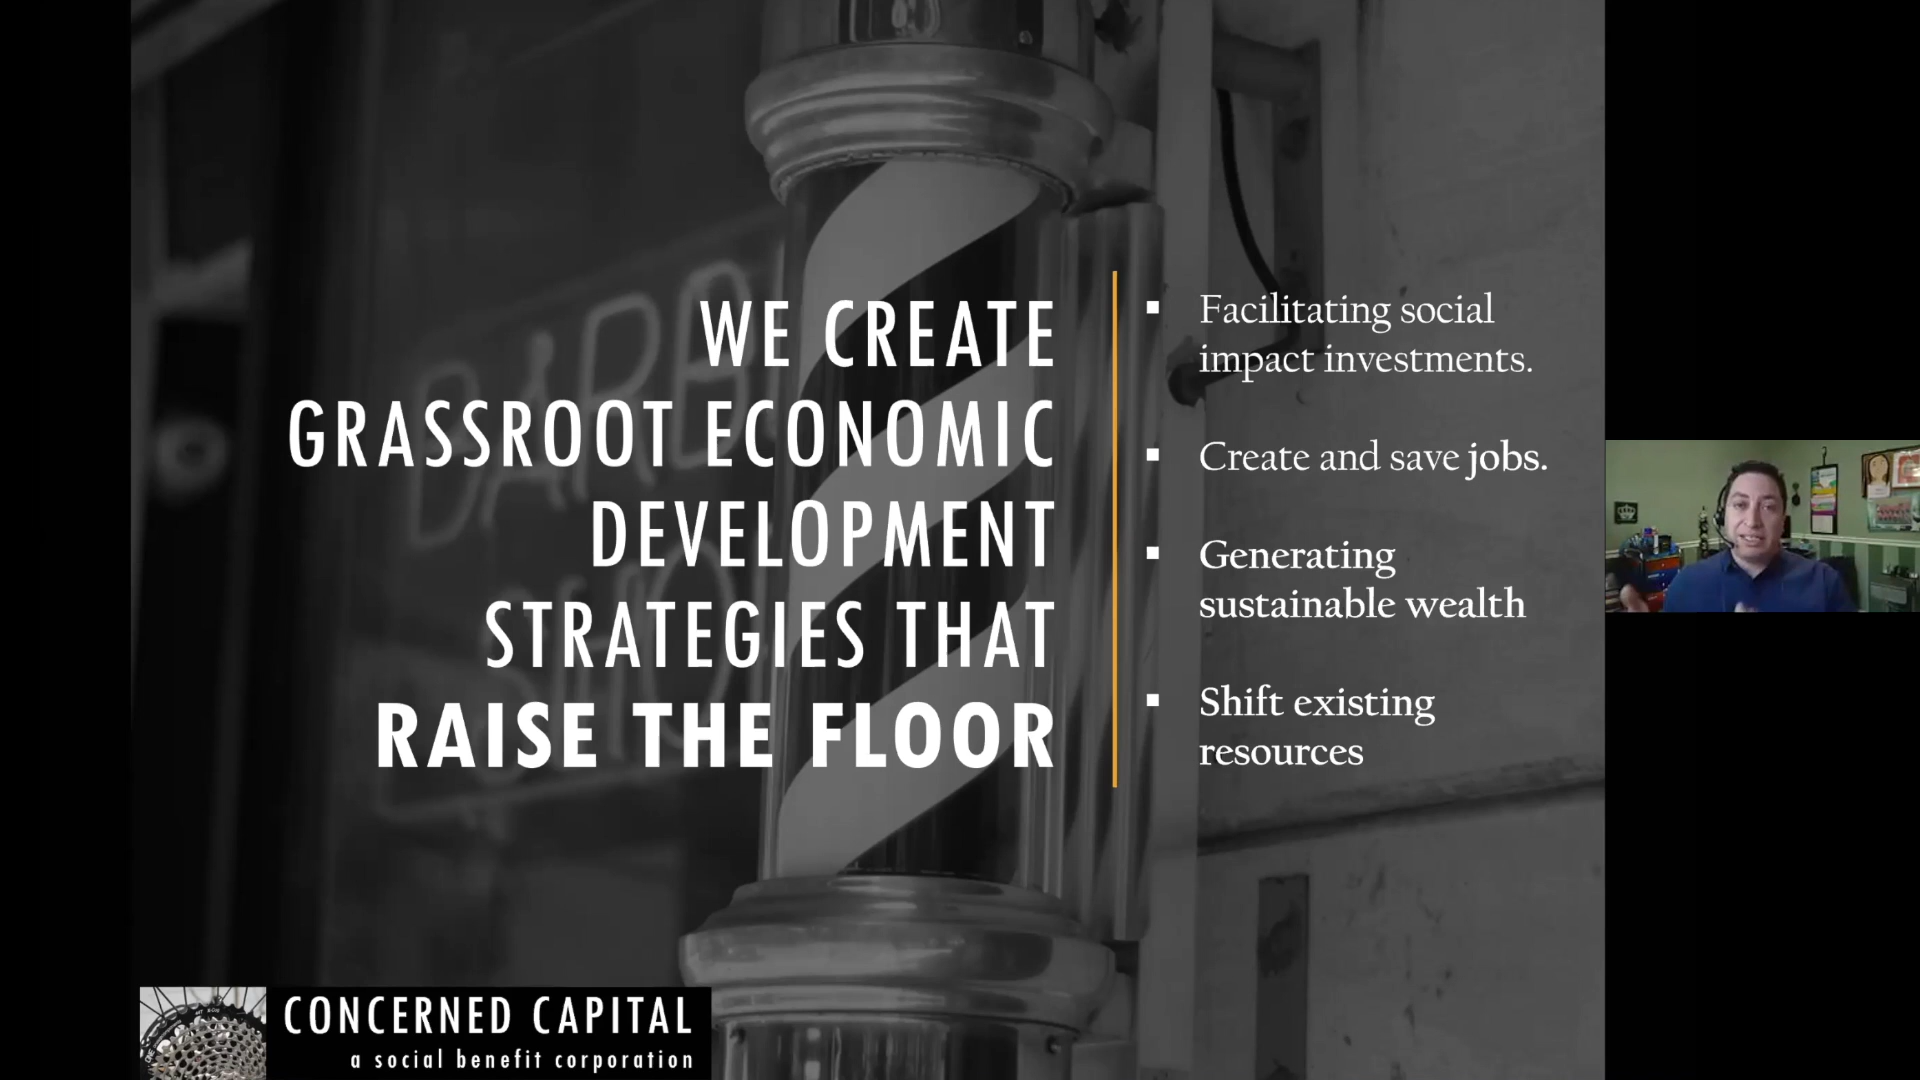 WE CREATE
GRASSROOT ECONOMIC
DEVELOPMENT
STRATEGIES THAT
RAISE THE FLOOR
Facilitating social
impact investments.
Create and save jobs.
Generating
sustainable wealth
Shift existing
resources
CONCERNED CAPITAL
a social benefit corporation